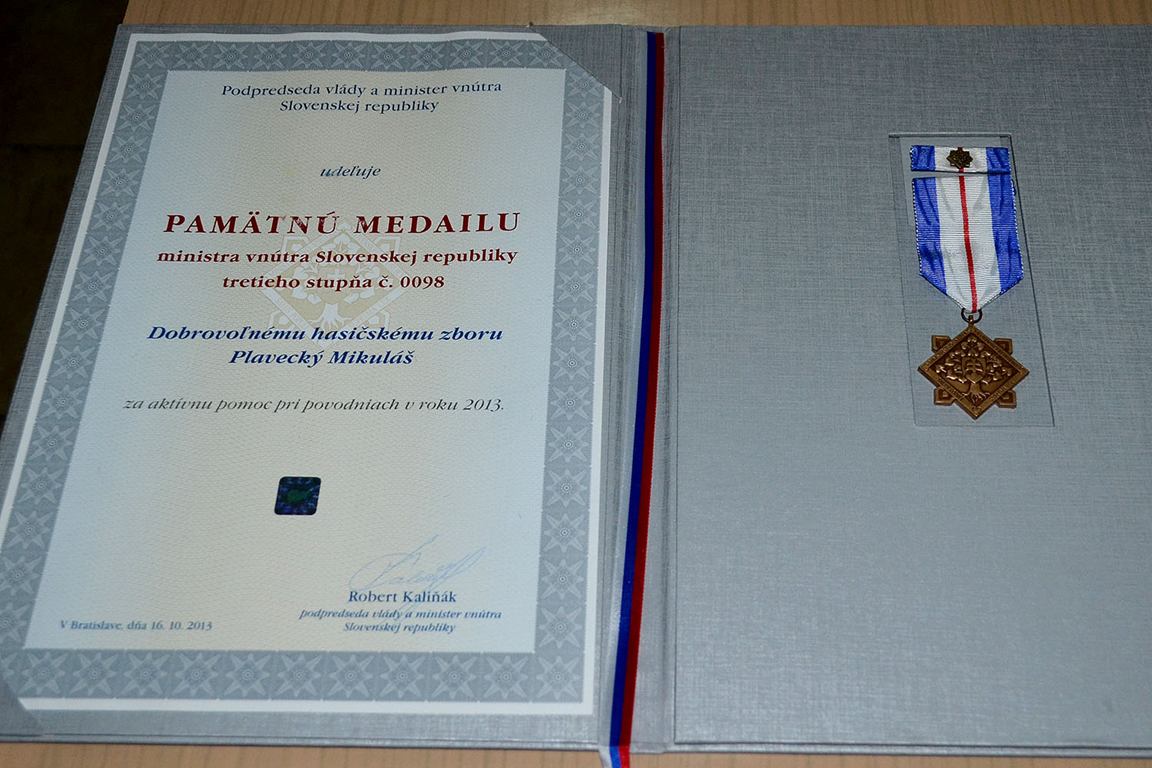 Podpredseda vlády a minister vnútra
Slovenskej republiky
udeľuje
PAMÄTNÚ MEDAILU
ministra vnútra Slovenskej republiky
tretieho stupňa č. 0098
Dobrovoľnému hasičskému zboru
Plavecký Mikuláš
za aktívnu pomoc pri povodniach v roku 2013.
Robert Kaliňák
podpredseda vlády a minister vnútra
Slovenskej republiky
V Bratislave, dňa 16. 10. 2013